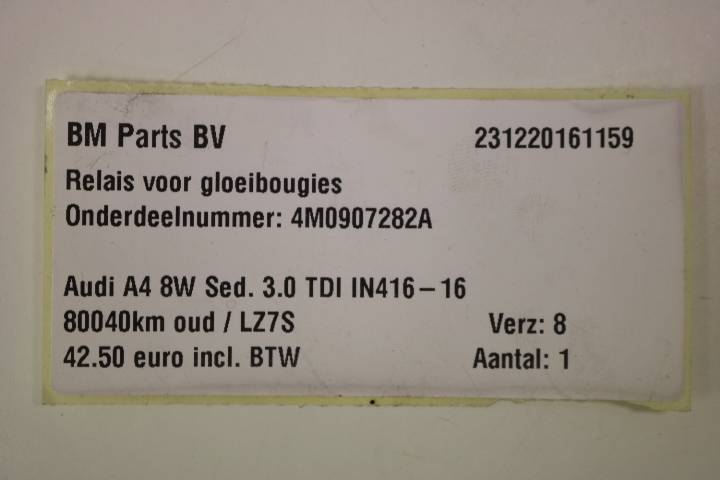 BM Parts BV 231220161159
Relais voor gloeibougies
Onderdeelnummer: 4M0907282A
Audi A4 8W Sed. 3.0 TDI IN416-16
80040km oud / LZ7S Verz: 8
42.50 euro incl. BTW Aantal: 1